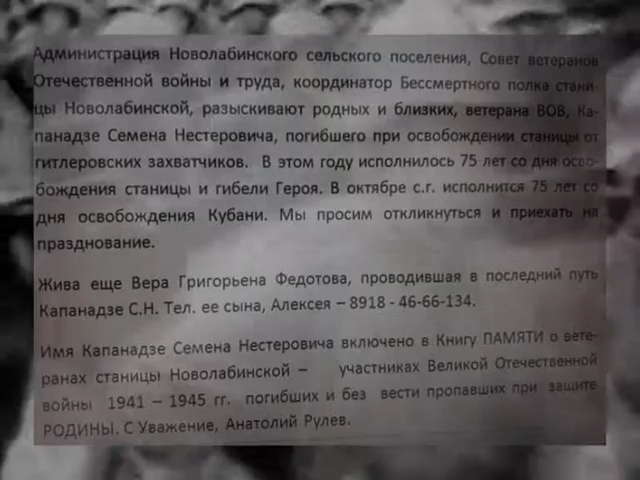 Администрация Новолабинского сельского поселения, Совет ветеранов
Отечественной войны и труда, координатор Бессмертного полка стани-
цы Новолабинской, разыскивают родных и близких, ветерана ВОВ, Ка-
панадзе Семена Нестеровича, погибшего при освобождении станицы от
гитлеровских захватчиков. В этом году исполнилось 75 лет со дня осво-
бождения станицы и гибели Героя. В октябре с.г. исполнится 75 лет со
дня освобождения Кубани. Мы просим откликнуться и приехать на
празднование.
Жива еще Вера Григорьена Федотова, проводившая в последний путь
Капанадзе С.Н. Тел. ее сына, Алексея – 8918 - 46-66-134.
Имя Капанадзе Семена Нестеровича включено в Книгу ПАМЯТИ о вете-
ранах станицы Новолабинской – участниках Великой Отечественной
войны 1941 – 1945 гг. погибших и без вести пропавших при защите
РОДИНЫ. С Уважение, Анатолий Рулев.